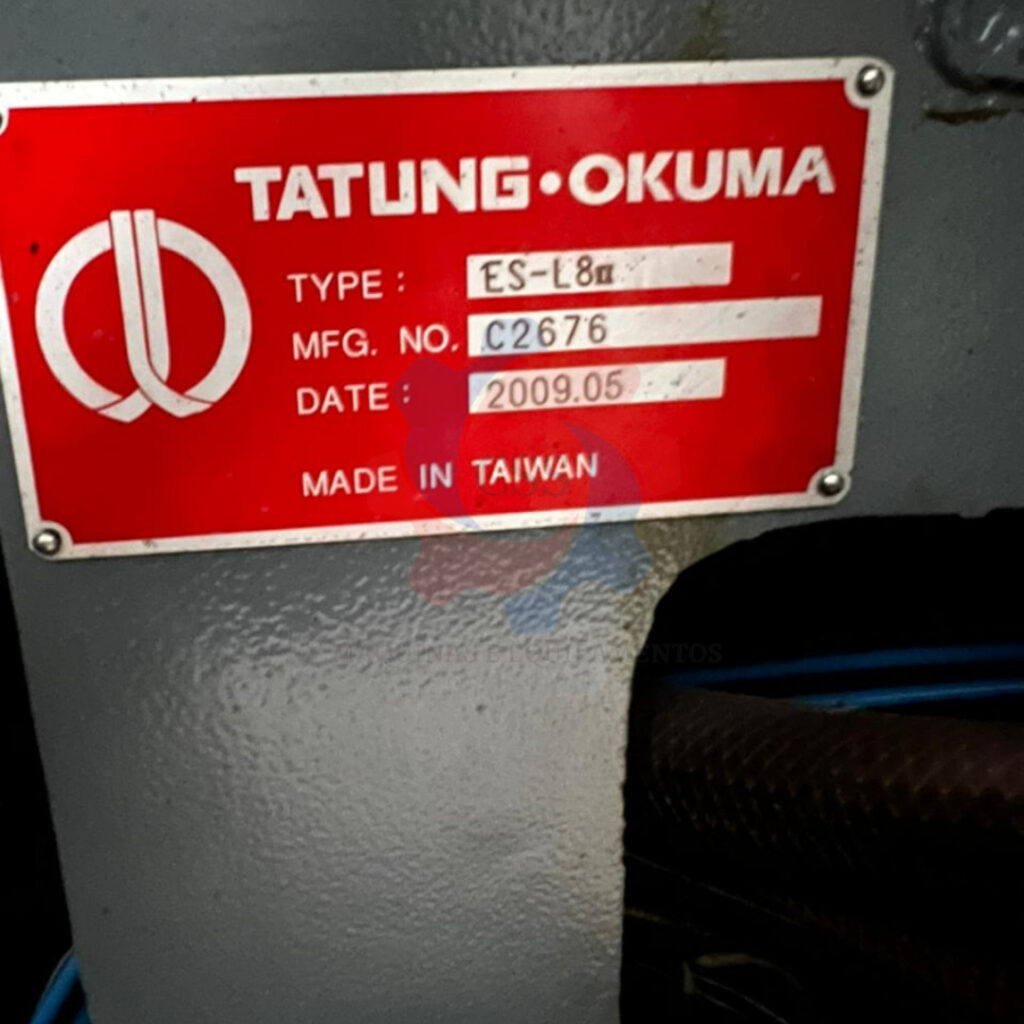 TATUNG·OKUMA
TYPE: ES-L8II
MFG. NO. C2676
DATE: 2009.05
MADE IN TAIWAN